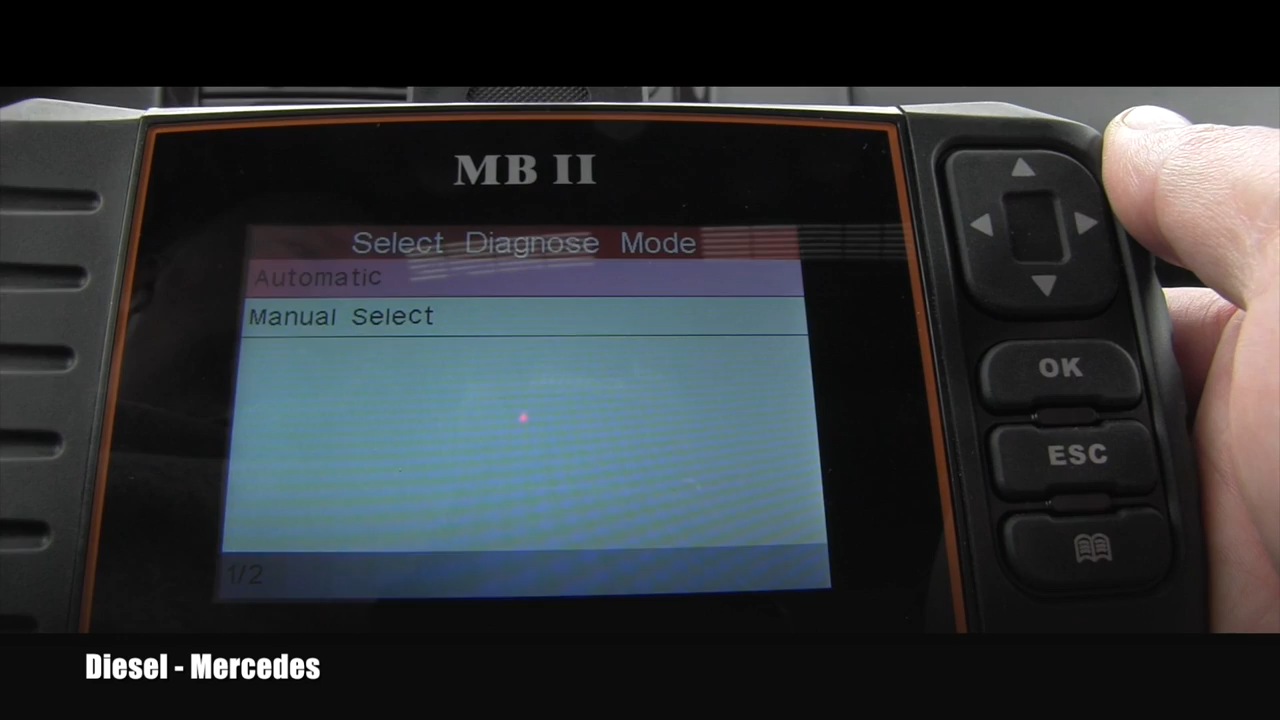 MB II
Select Diagnose Mode
Automatic
Manual Select
1/2
OK
ESC
Diesel - Mercedes